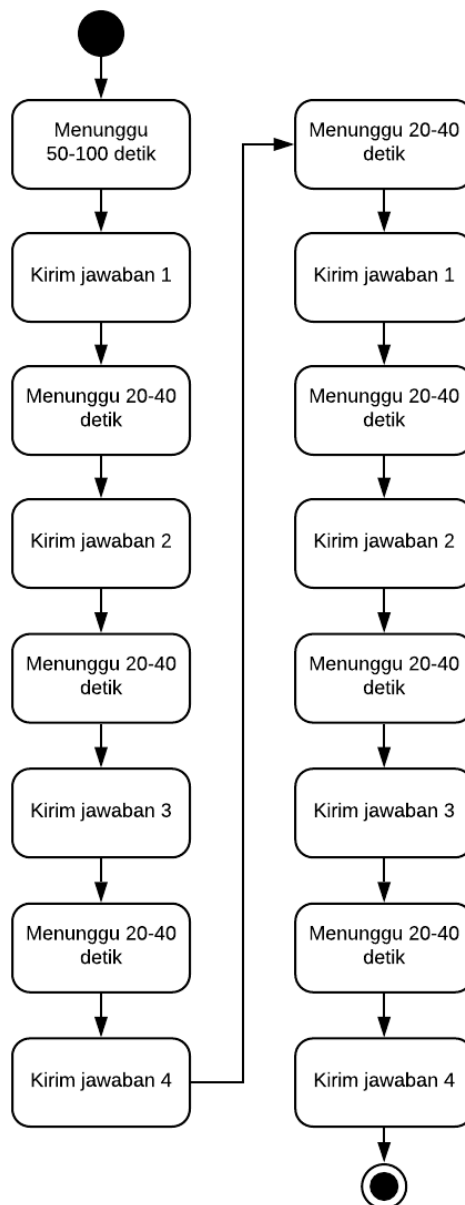 Menunggu
50-100 detik
Kirim jawaban 1
Menunggu 20-40
detik
Kirim jawaban 2
Menunggu 20-40
detik
Kirim jawaban 3
Menunggu 20-40
detik
Kirim jawaban 4
Menunggu 20-40
detik
Kirim jawaban 1
Menunggu 20-40
detik
Kirim jawaban 2
Menunggu 20-40
detik
Kirim jawaban 3
Menunggu 20-40
detik
Kirim jawaban 4